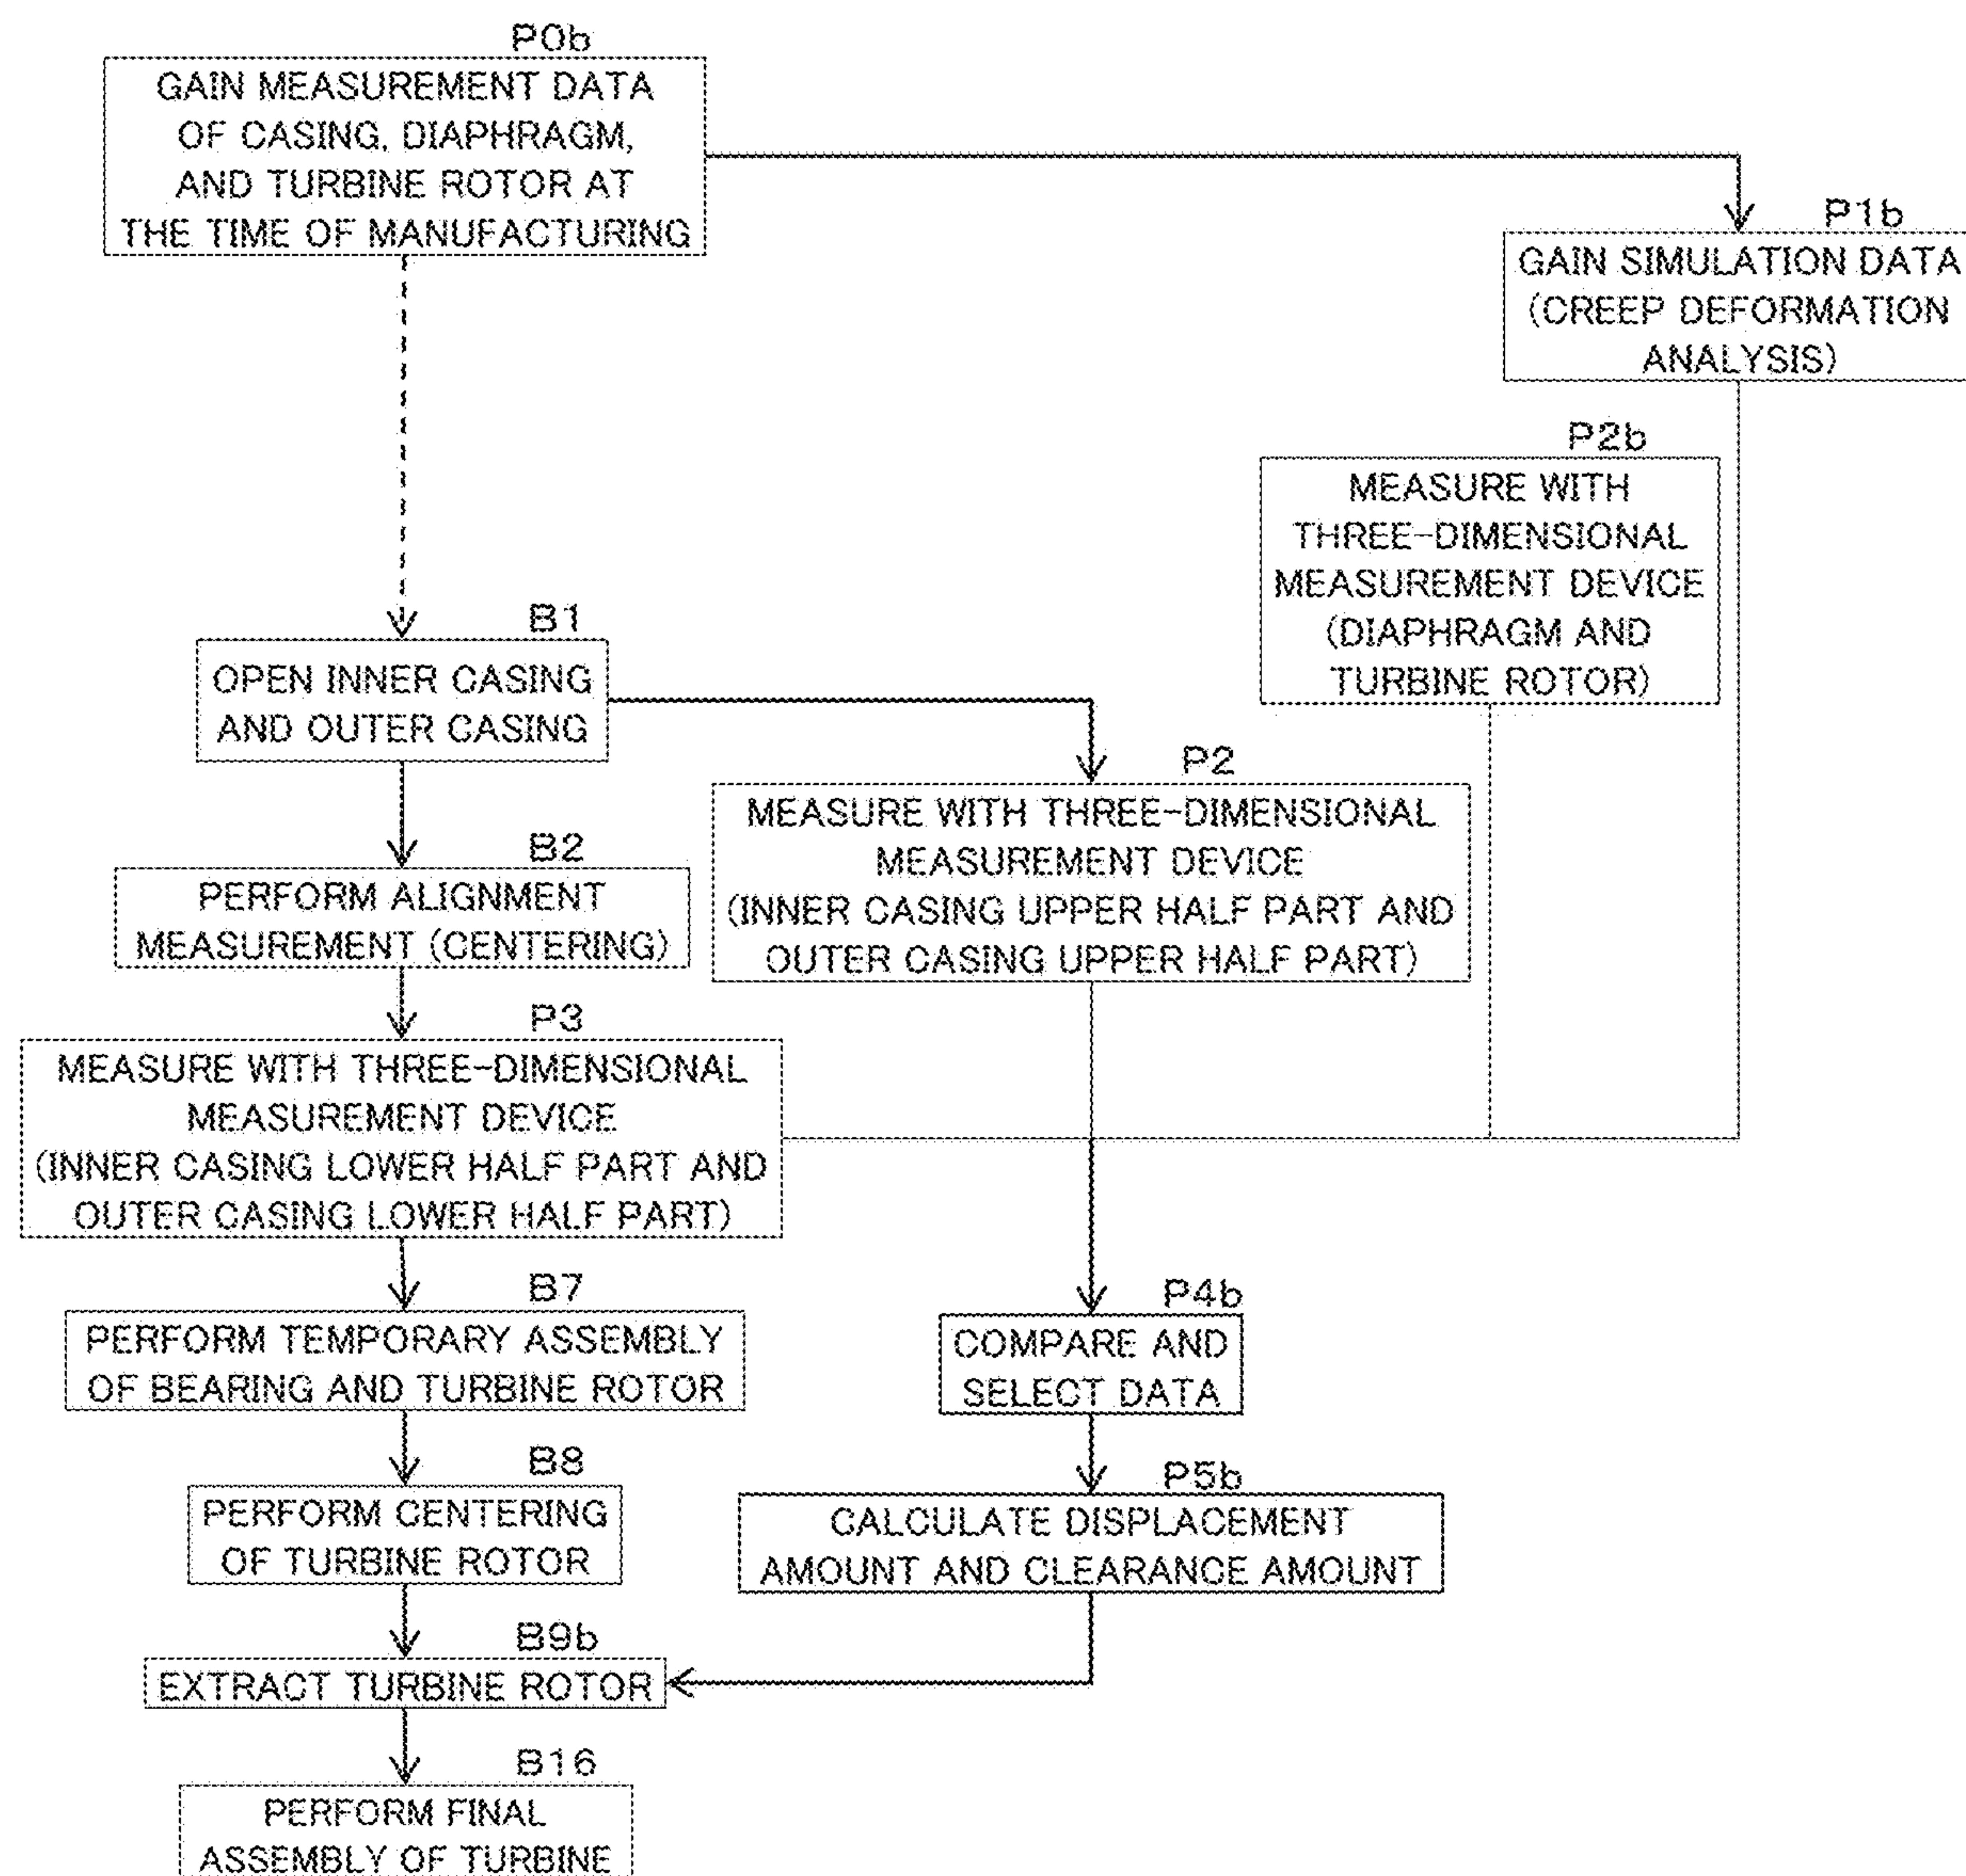 P0b
GAIN MEASUREMENT DATA
OF CASING, DIAPHRAGM,
AND TURBINE ROTOR AT
THE TIME OF MANUFACTURING
P1b
GAIN SIMULATION DATA
(CREEP DEFORMATION
ANALYSIS)
P2b
MEASURE WITH
THREE-DIMENSIONAL
MEASUREMENT DEVICE
(DIAPHRAGM AND
TURBINE ROTOR)
B1
OPEN INNER CASING
AND OUTER CASING
P2
MEASURE WITH THREE-DIMENSIONAL
MEASUREMENT DEVICE
(INNER CASING UPPER HALF PART AND
OUTER CASING UPPER HALF PART)
B2
PERFORM ALIGNMENT
MEASUREMENT (CENTERING)
P3
MEASURE WITH THREE-DIMENSIONAL
MEASUREMENT DEVICE
(INNER CASING LOWER HALF PART AND
OUTER CASING LOWER HALF PART)
B7
PERFORM TEMPORARY ASSEMBLY
OF BEARING AND TURBINE ROTOR
P4b
COMPARE AND
SELECT DATA
B8
PERFORM CENTERING
OF TURBINE ROTOR
P5b
CALCULATE DISPLACEMENT
AMOUNT AND CLEARANCE AMOUNT
B9b
EXTRACT TURBINE ROTOR
B16
PERFORM FINAL
ASSEMBLY OF TURBINE